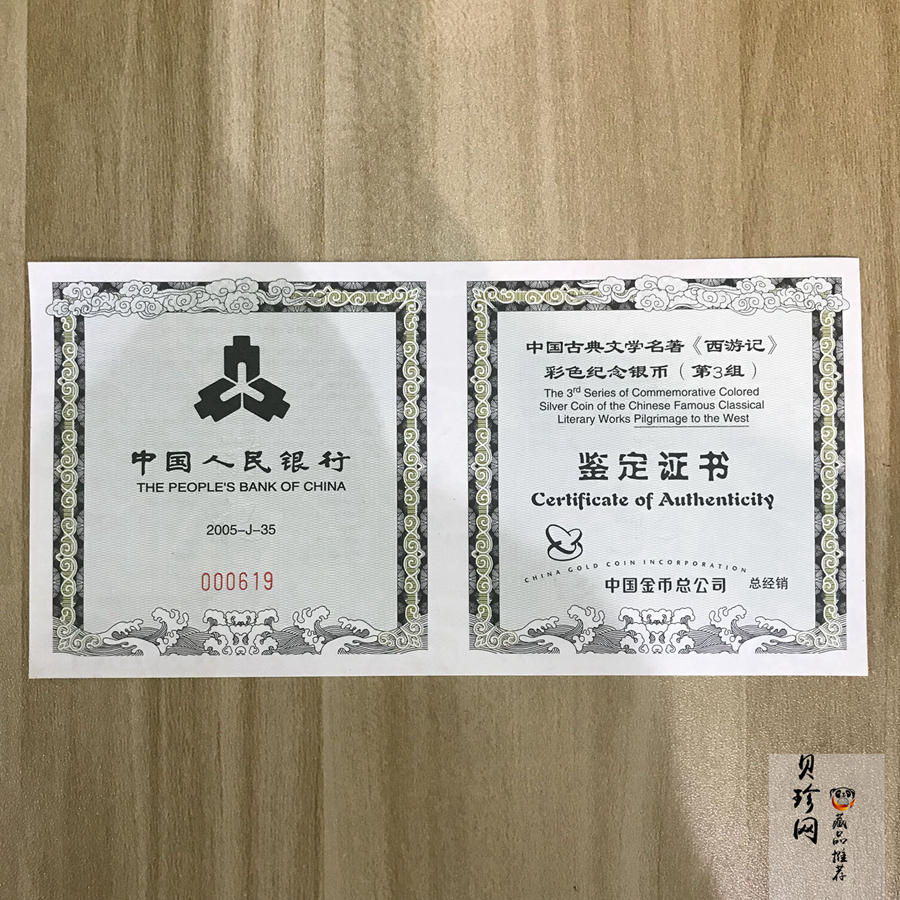 中国人民银行
THE PEOPLE'S BANK OF CHINA
2005-J-35
000619
中国古典文学名著《西游记》
彩色纪念银币（第3组）
The 3rd Series of Commemorative Colored
Silver Coin of the Chinese Famous Classical
Literary Works Pilgrimage to the West
鉴定证书
Certificate of Authenticity
CHINA GOLD COIN INCORPORATION
中国金币总公司 总经销
贝珍网
藏品推荐